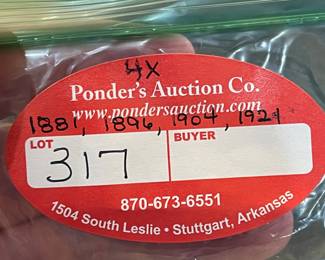 4X
Ponder's Auction Co.
www.pondersauction.com
1881, 1896, 1904, 1921
LOT
317
BUYER
870-673-6551
1504 South Leslie • Stuttgart, Arkansas